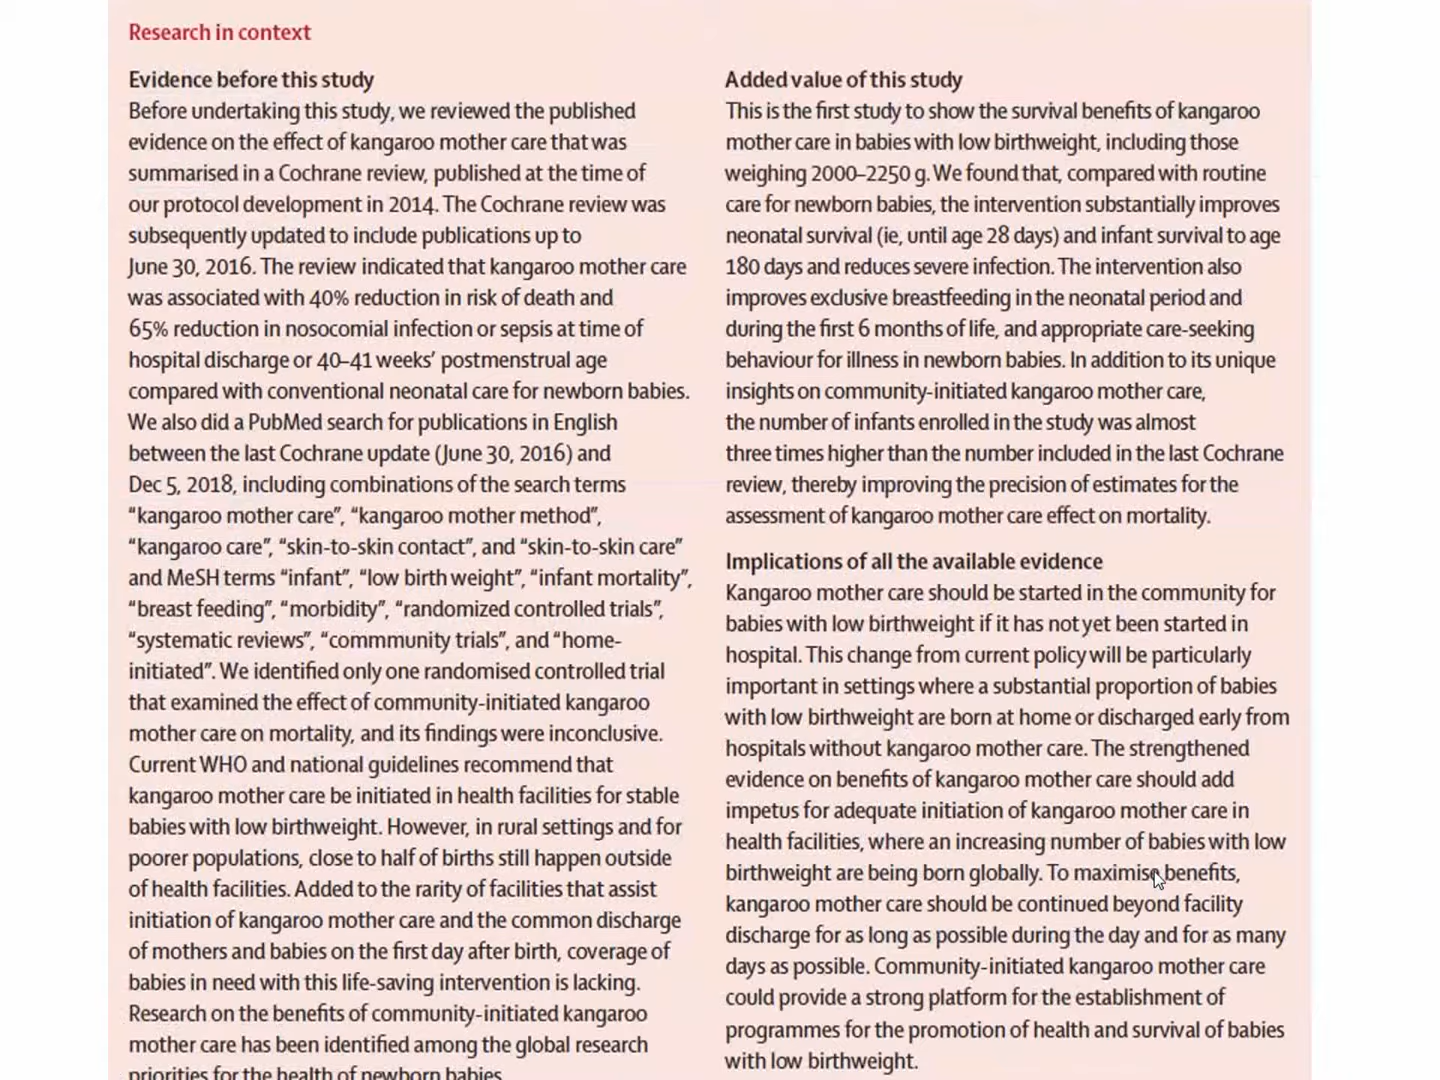 Research in context
Evidence before this study
Before undertaking this study, we reviewed the published
evidence on the effect of kangaroo mother care that was
summarised in a Cochrane review, published at the time of
our protocol development in 2014. The Cochrane review was
subsequently updated to include publications up to
June 30, 2016. The review indicated that kangaroo mother care
was associated with 40% reduction in risk of death and
65% reduction in nosocomial infection or sepsis at time of
hospital discharge or 40–41 weeks’ postmenstrual age
compared with conventional neonatal care for newborn babies.
We also did a PubMed search for publications in English
between the last Cochrane update (June 30, 2016) and
Dec 5, 2018, including combinations of the search terms
“kangaroo mother care”, “kangaroo mother method”,
“kangaroo care”, “skin-to-skin contact”, and “skin-to-skin care”
and MeSH terms “infant”, “low birth weight”, “infant mortality”,
“breast feeding”, “morbidity”, “randomized controlled trials”,
“systematic reviews”, “commmunity trials”, and “home-
initiated”. We identified only one randomised controlled trial
that examined the effect of community-initiated kangaroo
mother care on mortality, and its findings were inconclusive.
Current WHO and national guidelines recommend that
kangaroo mother care be initiated in health facilities for stable
babies with low birthweight. However, in rural settings and for
poorer populations, close to half of births still happen outside
of health facilities. Added to the rarity of facilities that assist
initiation of kangaroo mother care and the common discharge
of mothers and babies on the first day after birth, coverage of
babies in need with this life-saving intervention is lacking.
Research on the benefits of community-initiated kangaroo
mother care has been identified among the global research
priorities for the health of newborn babies.
Added value of this study
This is the first study to show the survival benefits of kangaroo
mother care in babies with low birthweight, including those
weighing 2000–2250 g. We found that, compared with routine
care for newborn babies, the intervention substantially improves
neonatal survival (ie, until age 28 days) and infant survival to age
180 days and reduces severe infection. The intervention also
improves exclusive breastfeeding in the neonatal period and
during the first 6 months of life, and appropriate care-seeking
behaviour for illness in newborn babies. In addition to its unique
insights on community-initiated kangaroo mother care,
the number of infants enrolled in the study was almost
three times higher than the number included in the last Cochrane
review, thereby improving the precision of estimates for the
assessment of kangaroo mother care effect on mortality.
Implications of all the available evidence
Kangaroo mother care should be started in the community for
babies with low birthweight if it has not yet been started in
hospital. This change from current policy will be particularly
important in settings where a substantial proportion of babies
with low birthweight are born at home or discharged early from
hospitals without kangaroo mother care. The strengthened
evidence on benefits of kangaroo mother care should add
impetus for adequate initiation of kangaroo mother care in
health facilities, where an increasing number of babies with low
birthweight are being born globally. To maximise benefits,
kangaroo mother care should be continued beyond facility
discharge for as long as possible during the day and for as many
days as possible. Community-initiated kangaroo mother care
could provide a strong platform for the establishment of
programmes for the promotion of health and survival of babies
with low birthweight.